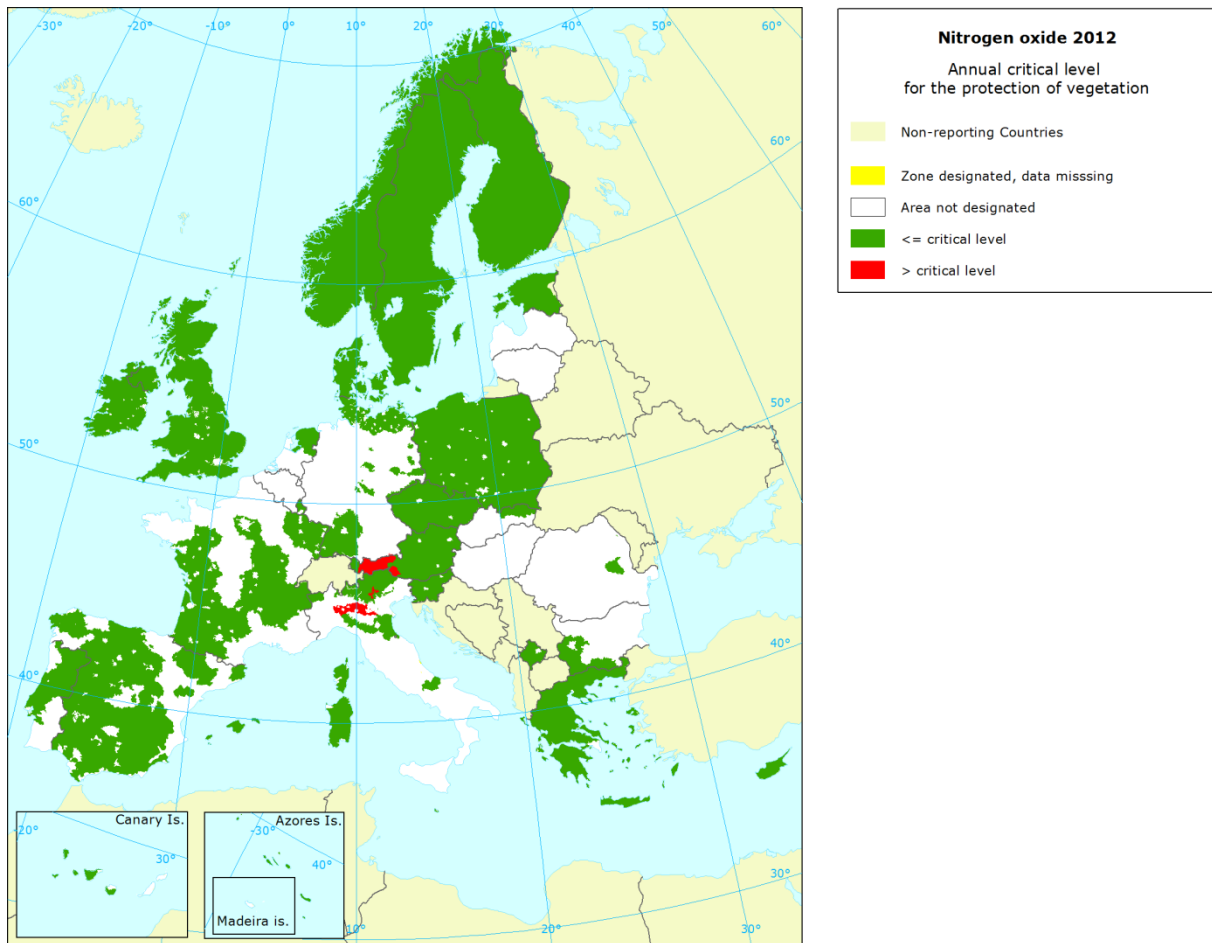 -30° -20° -10° 0° 10° 20° 30° 40° 50° 60°
60°
60°
50°
50°
40°
40°
30°
10° 20° 30°
Canary Is.
-20°
30°
Azores Is.
-30°
40°
Madeira is.
Nitrogen oxide 2012
Annual critical level
for the protection of vegetation
Non-reporting Countries
Zone designated, data misssing
Area not designated
<= critical level
> critical level